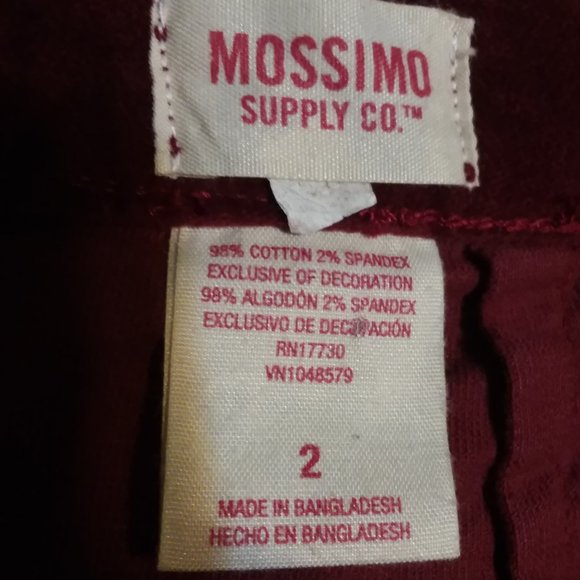 MOSSIMO
SUPPLY CO.™
98% COTTON 2% SPANDEX
EXCLUSIVE OF DECORATION
98% ALGODÓN 2% SPANDEX
EXCLUSIVO DE DECORACIÓN
RN17730
VN1048579
2
MADE IN BANGLADESH
HECHO EN BANGLADESH